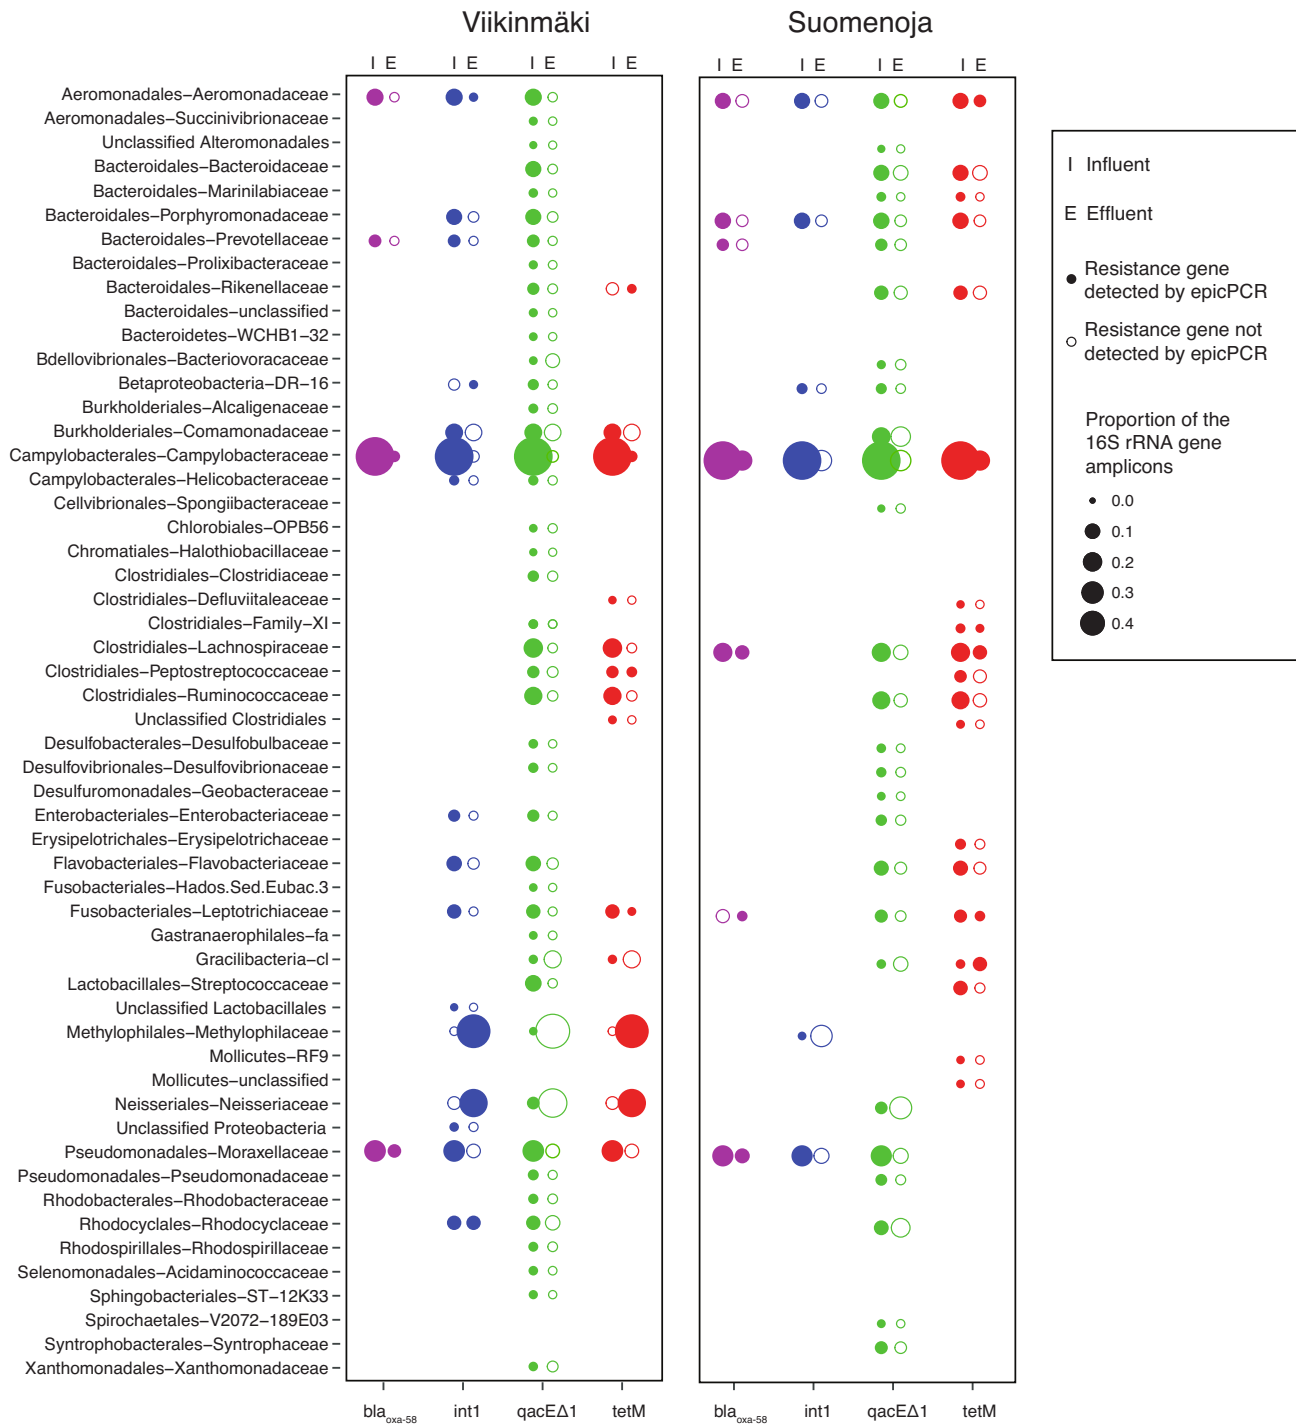 Viikinmäki
Suomenoja
I E I E I E I E
I E I E I E I E
Aeromonadales–Aeromonadaceae
Aeromonadales–Succinivibrionaceae
Unclassified Alteromonadales
Bacteroidales–Bacteroidaceae
Bacteroidales–Marinilabiaceae
Bacteroidales–Porphyromonadaceae
Bacteroidales–Prevotellaceae
Bacteroidales–Prolixibacteraceae
Bacteroidales–Rikenellaceae
Bacteroidales–unclassified
Bacteroidetes–WCHB1–32
Bdellovibrionales–Bacteriovoracaceae
Betaproteobacteria–DR–16
Burkholderiales–Alcaligenaceae
Burkholderiales–Comamonadaceae
Campylobacterales–Campylobacteraceae
Campylobacterales–Helicobacteraceae
Cellvibrionales–Spongiibacteraceae
Chlorobiales–OPB56
Chromatiales–Halothiobacillaceae
Clostridiales–Clostridiaceae
Clostridiales–Defluviitaleaceae
Clostridiales–Family–XI
Clostridiales–Lachnospiraceae
Clostridiales–Peptostreptococcaceae
Clostridiales–Ruminococcaceae
Unclassified Clostridiales
Desulfobacterales–Desulfobulbaceae
Desulfovibrionales–Desulfovibrionaceae
Desulfuromonadales–Geobacteraceae
Enterobacteriales–Enterobacteriaceae
Erysipelotrichales–Erysipelotrichaceae
Flavobacteriales–Flavobacteriaceae
Fusobacteriales–Hados.Sed.Eubac.3
Fusobacteriales–Leptotrichiaceae
Gastranaerophilales–fa
Gracilibacteria–cl
Lactobacillales–Streptococcaceae
Unclassified Lactobacillales
Methylophilales–Methylophilaceae
Mollicutes–RF9
Mollicutes–unclassified
Neisseriales–Neisseriaceae
Unclassified Proteobacteria
Pseudomonadales–Moraxellaceae
Pseudomonadales–Pseudomonadaceae
Rhodobacterales–Rhodobacteraceae
Rhodocyclales–Rhodocyclaceae
Rhodospirillales–Rhodospirillaceae
Selenomonadales–Acidaminococcaceae
Sphingobacteriales–ST–12K33
Spirochaetales–V2072–189E03
Syntrophobacterales–Syntrophaceae
Xanthomonadales–Xanthomonadaceae
bla oxa-58 int1 qacEΔ1 tetM
bla oxa-58 int1 qacEΔ1 tetM
I Influent
E Effluent
Resistance gene
detected by epicPCR
Resistance gene not
detected by epicPCR
Proportion of the
16S rRNA gene
amplicons
0.0
0.1
0.2
0.3
0.4